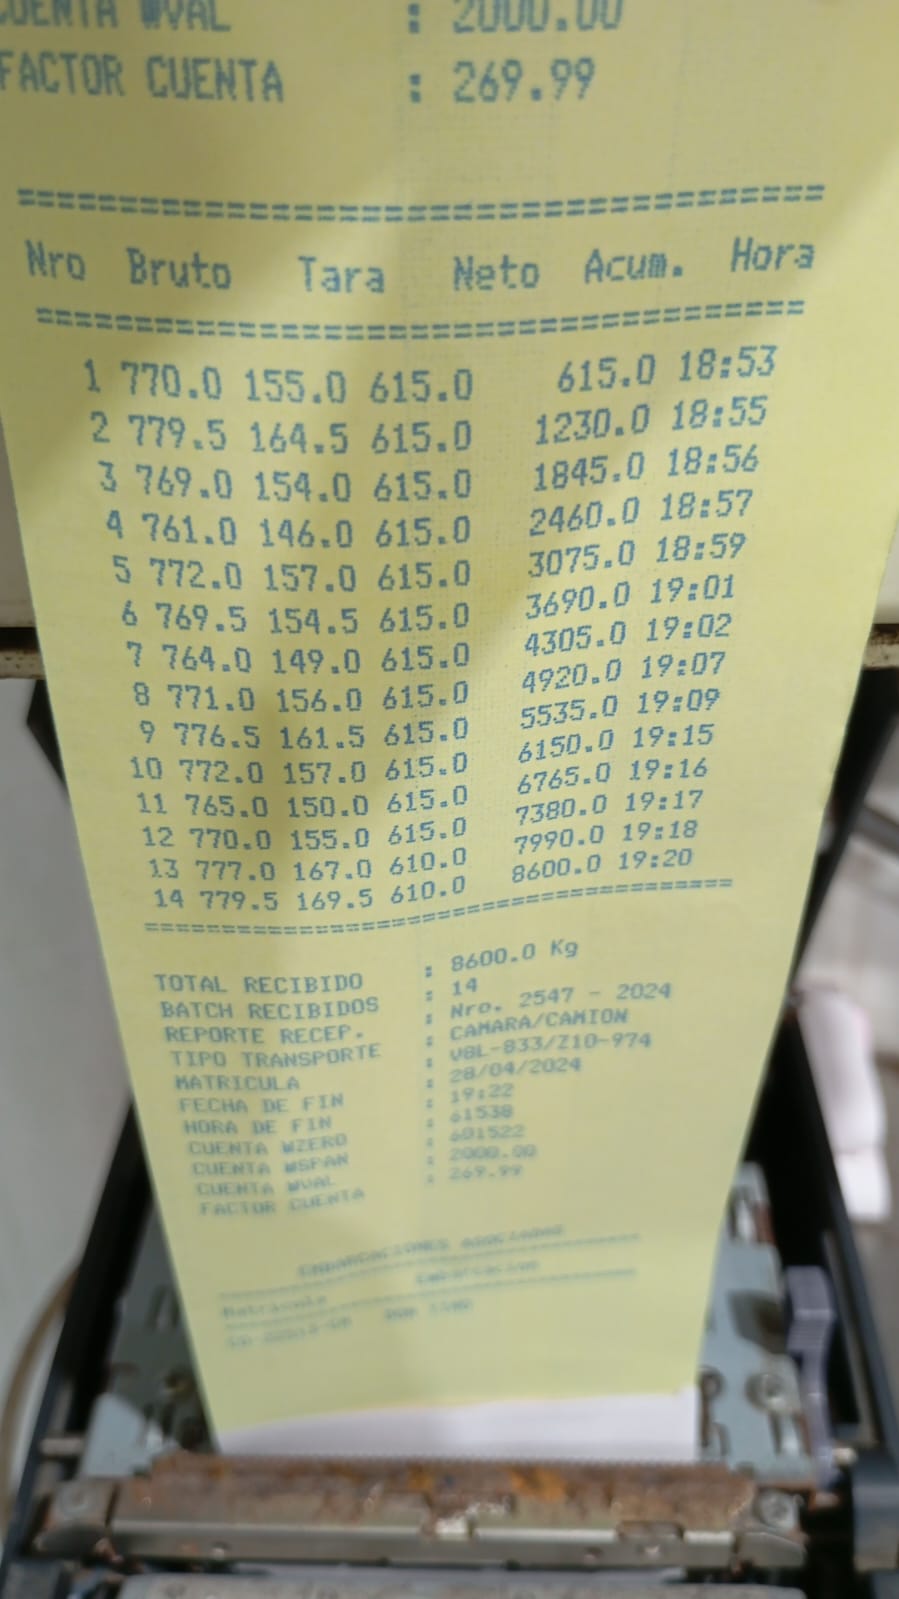 CUENTA WVAL : 2000.00
FACTOR CUENTA : 269.99
========================================
Nro Bruto Tara Neto Acum. Hora
========================================
1 770.0 155.0 615.0 615.0 18:53
2 779.5 164.5 615.0 1230.0 18:55
3 769.0 154.0 615.0 1845.0 18:56
4 761.0 146.0 615.0 2460.0 18:57
5 772.0 157.0 615.0 3075.0 18:59
6 769.5 154.5 615.0 3690.0 19:01
7 764.0 149.0 615.0 4305.0 19:02
8 771.0 156.0 615.0 4920.0 19:07
9 776.5 161.5 615.0 5535.0 19:09
10 772.0 157.0 615.0 6150.0 19:15
11 765.0 150.0 615.0 6765.0 19:16
12 770.0 155.0 615.0 7380.0 19:17
13 777.0 167.0 610.0 7990.0 19:18
14 779.5 169.5 610.0 8600.0 19:20
========================================
TOTAL RECIBIDO : 8600.0 Kg
BATCH RECIBIDOS : 14
REPORTE RECEP. : Nro. 2547 - 2024
TIPO TRANSPORTE : CAMARA/CAMION
MATRICULA : V8L-833/Z10-974
FECHA DE FIN : 28/04/2024
HORA DE FIN : 19:22
CUENTA WZERO : 61538
CUENTA WSPAN : 601522
CUENTA WVAL : 2000.00
FACTOR CUENTA : 269.99
EMBARCACIONES ASOCIADAS
Matricula Embarcacion